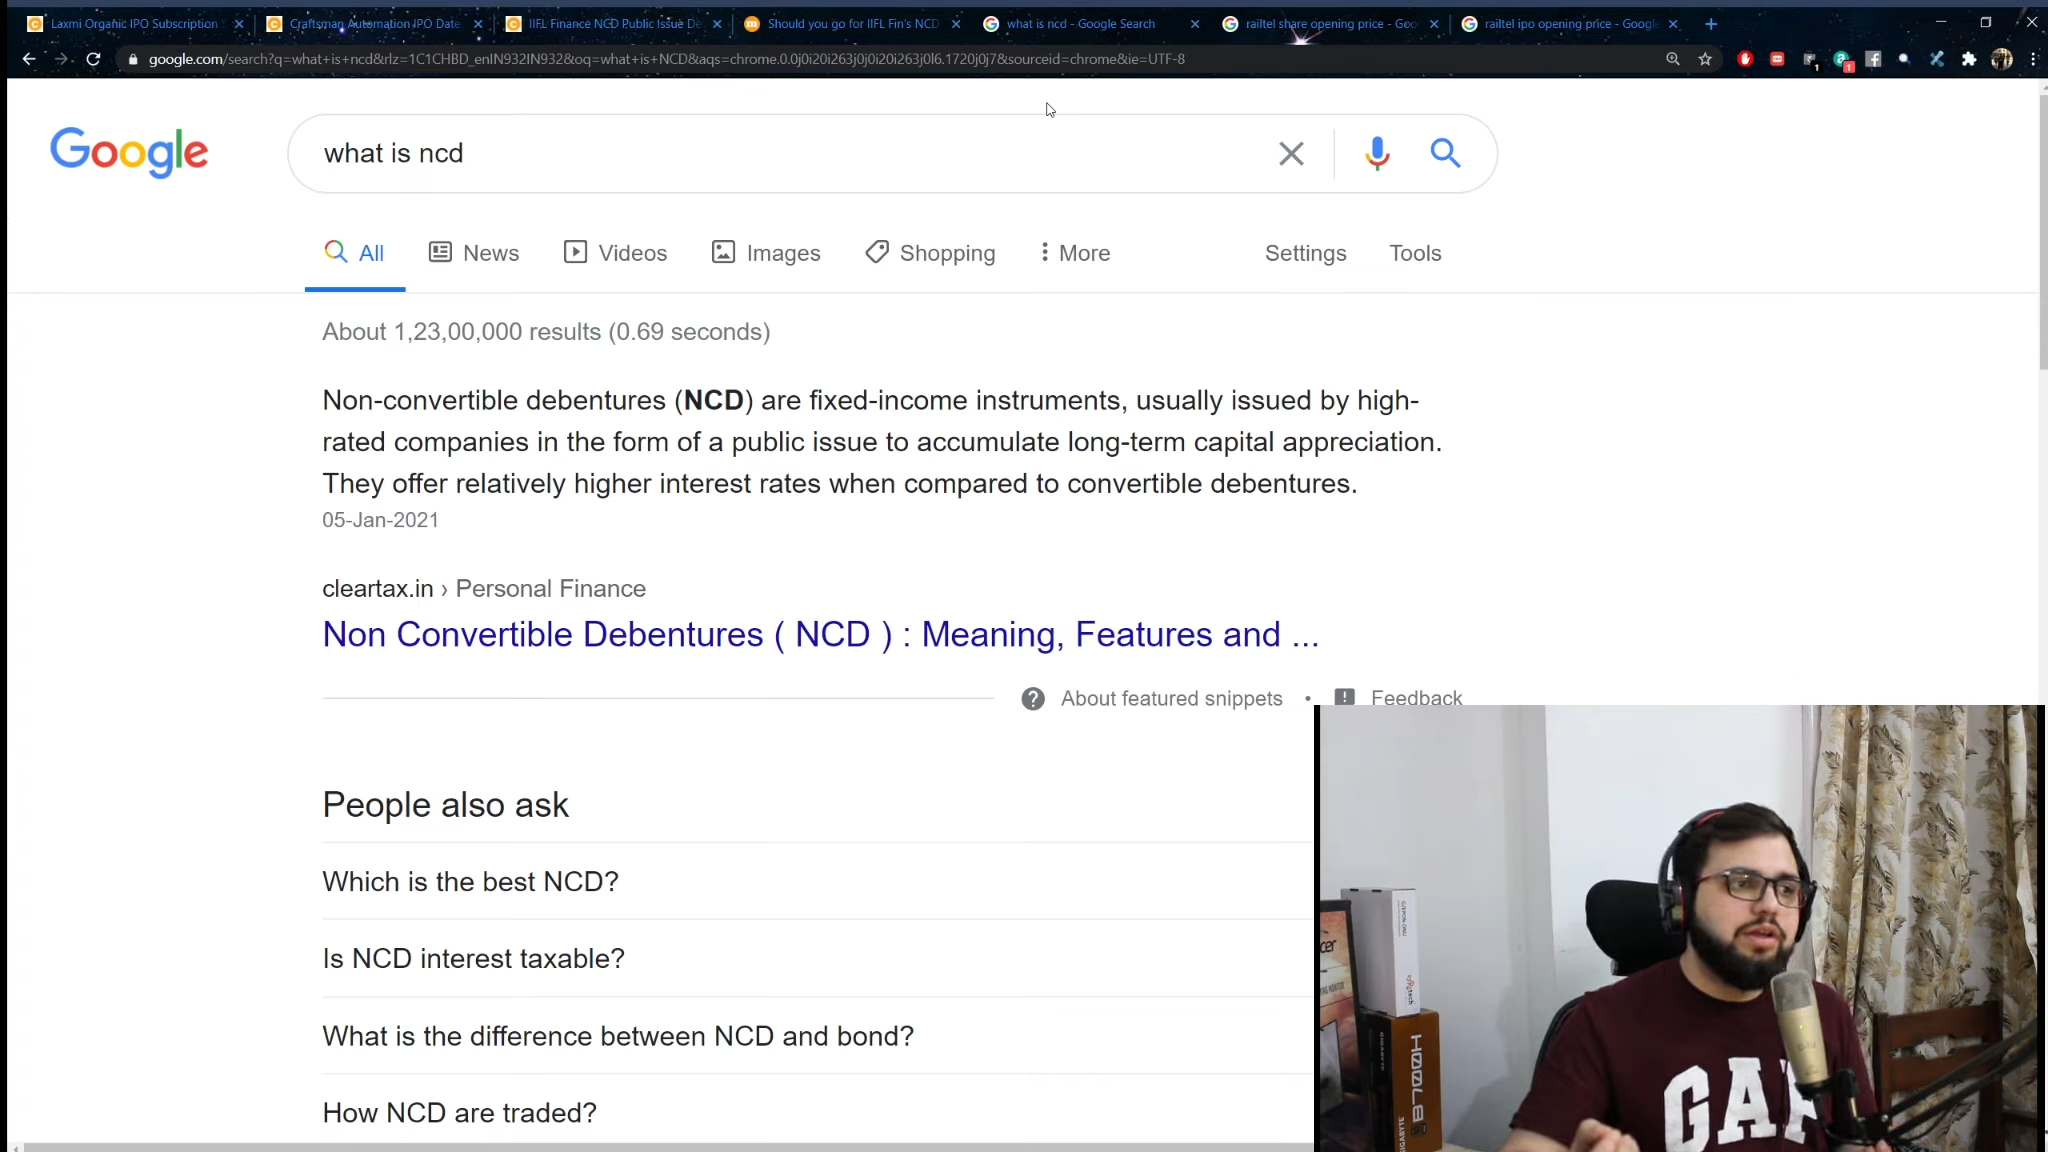 Laxmi Organic IPO Subscription
Craftsman Automation IPO Date
IIFL Finance NCD Public Issue De
Should you go for IIFL Fin's NCD
what is ncd - Google Search
railtel share opening price - Goo
railtel ipo opening price - Google
google.com/search?q=what+is+ncd&rlz=1C1CHBD_enIN932IN932&oq=what+is+NCD&aqs=chrome.0.0j0i20i263j0j0i20i263j0l6.1720j0j7&sourceid=chrome&ie=UTF-8
Google
what is ncd
All
News
Videos
Images
Shopping
More
Settings
Tools
About 1,23,00,000 results (0.69 seconds)
Non-convertible debentures (NCD) are fixed-income instruments, usually issued by high-
rated companies in the form of a public issue to accumulate long-term capital appreciation.
They offer relatively higher interest rates when compared to convertible debentures.
05-Jan-2021
cleartax.in › Personal Finance
Non Convertible Debentures ( NCD ) : Meaning, Features and ...
About featured snippets
•
Feedback
People also ask
Which is the best NCD?
Is NCD interest taxable?
What is the difference between NCD and bond?
How NCD are traded?
GAP
H007LB
GIGABYTE